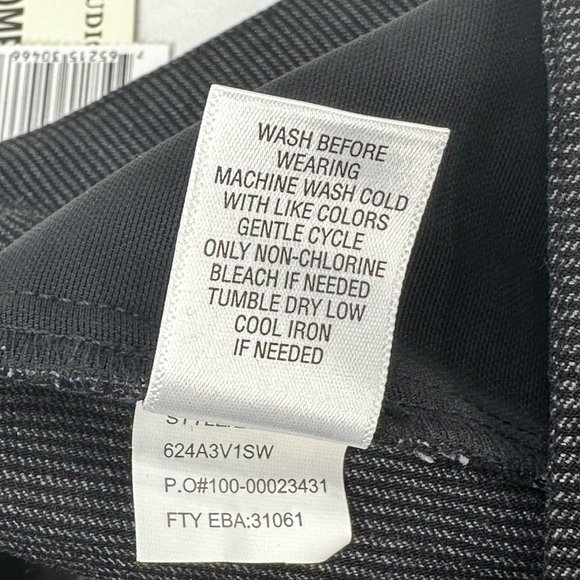 WASH BEFORE
WEARING
MACHINE WASH COLD
WITH LIKE COLORS
GENTLE CYCLE
ONLY NON-CHLORINE
BLEACH IF NEEDED
TUMBLE DRY LOW
COOL IRON
IF NEEDED
624A3V1SW
P.O#100-00023431
FTY EBA:31061